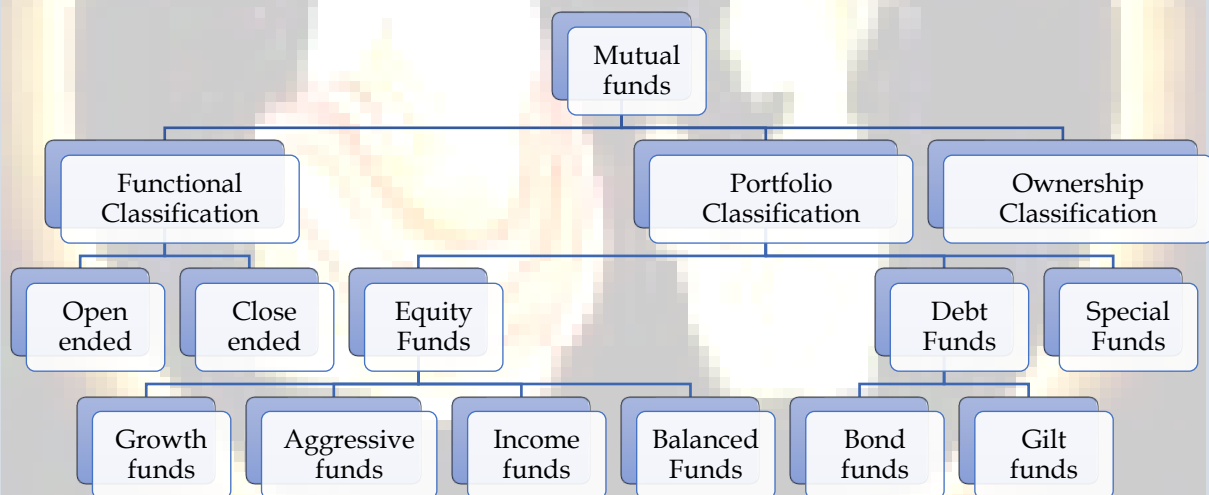 Mutual
funds
Functional
Classification
Portfolio
Classification
Ownership
Classification
Open
ended
Close
ended
Equity
Funds
Debt
Funds
Special
Funds
Growth
funds
Aggressive
funds
Income
funds
Balanced
Funds
Bond
funds
Gilt
funds